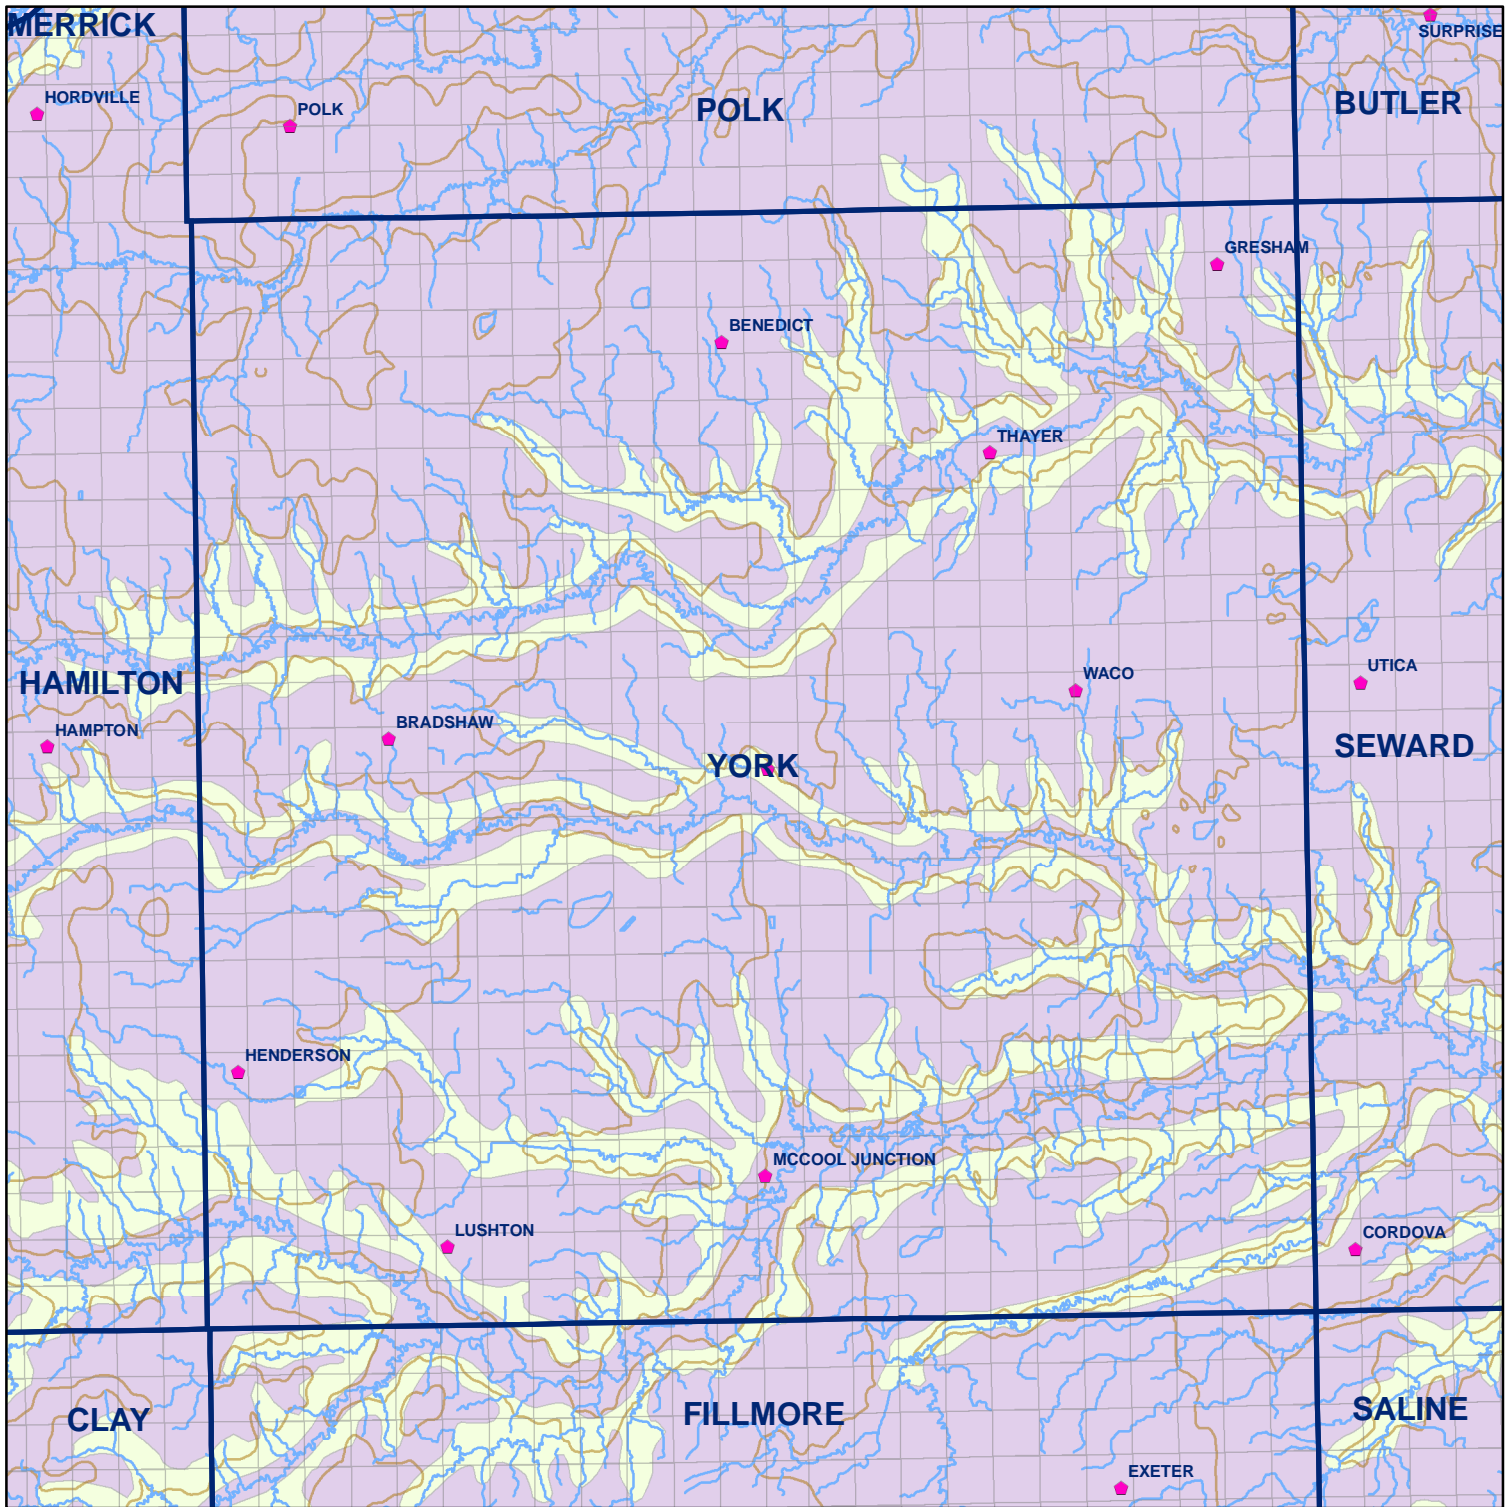 MERRICK
SURPRISE
HORDVILLE
POLK
POLK
BUTLER
GRESHAM
BENEDICT
THAYER
HAMILTON
UTICA
WACO
BRADSHAW
HAMPTON
SEWARD
YORK
HENDERSON
MCCOOL JUNCTION
LUSHTON
CORDOVA
CLAY
FILLMORE
SALINE
EXETER